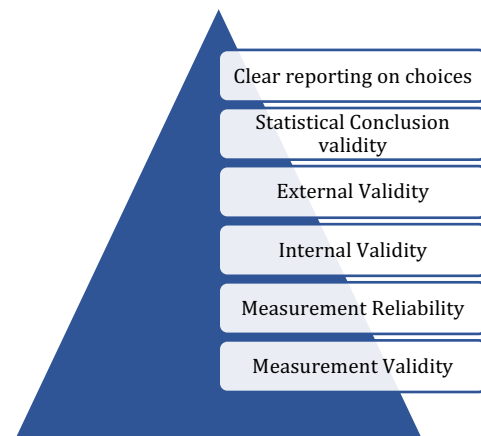 Clear reporting on choices
Statistical Conclusion
validity
External Validity
Internal Validity
Measurement Reliability
Measurement Validity